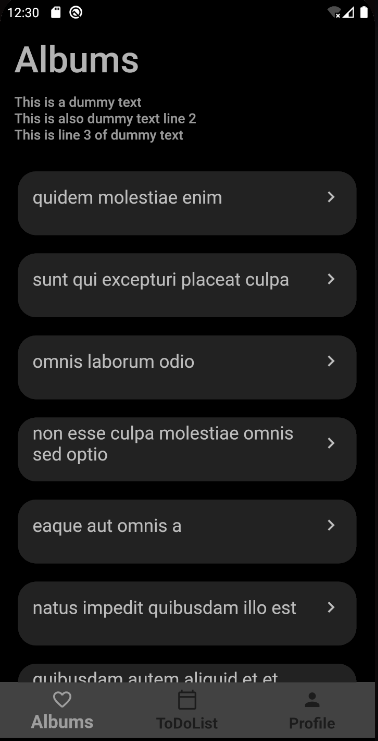 12:30
Albums
This is a dummy text
This is also dummy text line 2
This is line 3 of dummy text
quidem molestiae enim
sunt qui excepturi placeat culpa
omnis laborum odio
non esse culpa molestiae omnis
sed optio
eaque aut omnis a
natus impedit quibusdam illo est
quibusdam autem aliquid et et
Albums
ToDoList
Profile